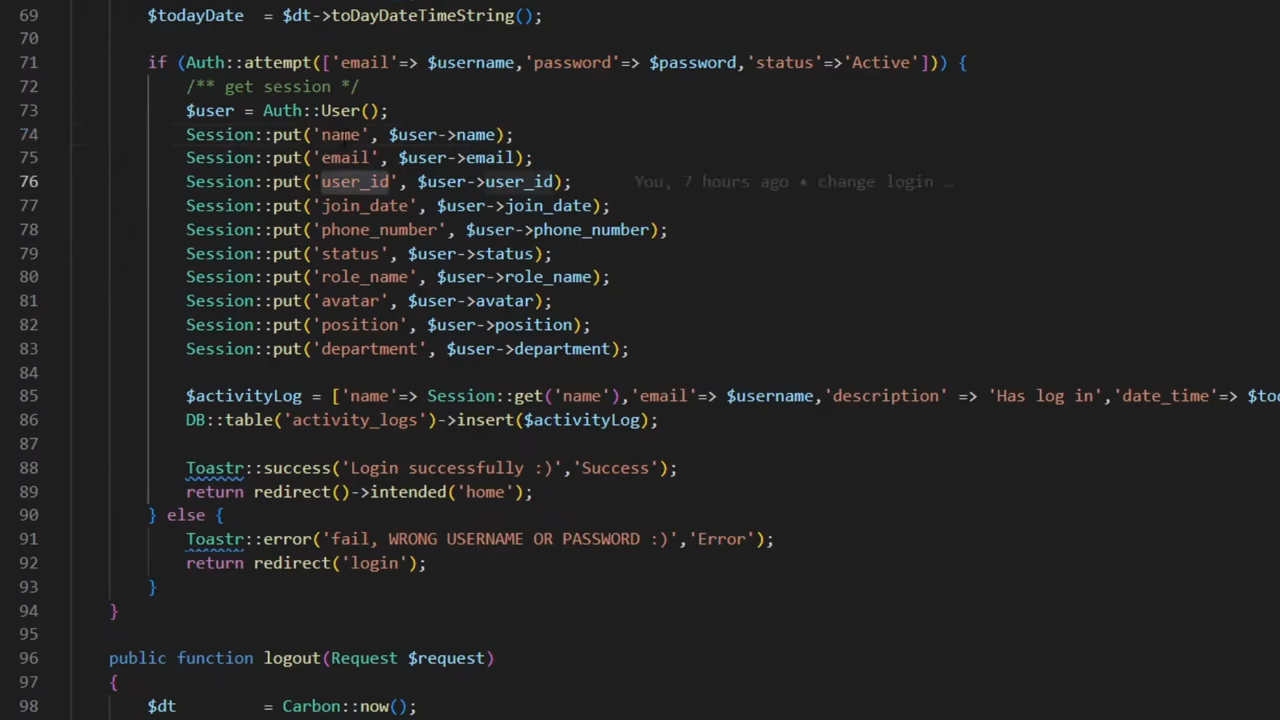 69 $todayDate = $dt->toDayDateTimeString();
70
71 if (Auth::attempt(['email'=> $username,'password'=> $password,'status'=>'Active'])) {
72 /** get session */
73 $user = Auth::User();
74 Session::put('name', $user->name);
75 Session::put('email', $user->email);
76 Session::put('user_id', $user->user_id); You, 7 hours ago • change login …
77 Session::put('join_date', $user->join_date);
78 Session::put('phone_number', $user->phone_number);
79 Session::put('status', $user->status);
80 Session::put('role_name', $user->role_name);
81 Session::put('avatar', $user->avatar);
82 Session::put('position', $user->position);
83 Session::put('department', $user->department);
84
85 $activityLog = ['name'=> Session::get('name'),'email'=> $username,'description' => 'Has log in','date_time'=> $to
86 DB::table('activity_logs')->insert($activityLog);
87
88 Toastr::success('Login successfully :)','Success');
89 return redirect()->intended('home');
90 } else {
91 Toastr::error('fail, WRONG USERNAME OR PASSWORD :)','Error');
92 return redirect('login');
93 }
94 }
95
96 public function logout(Request $request)
97 {
98 $dt = Carbon::now();